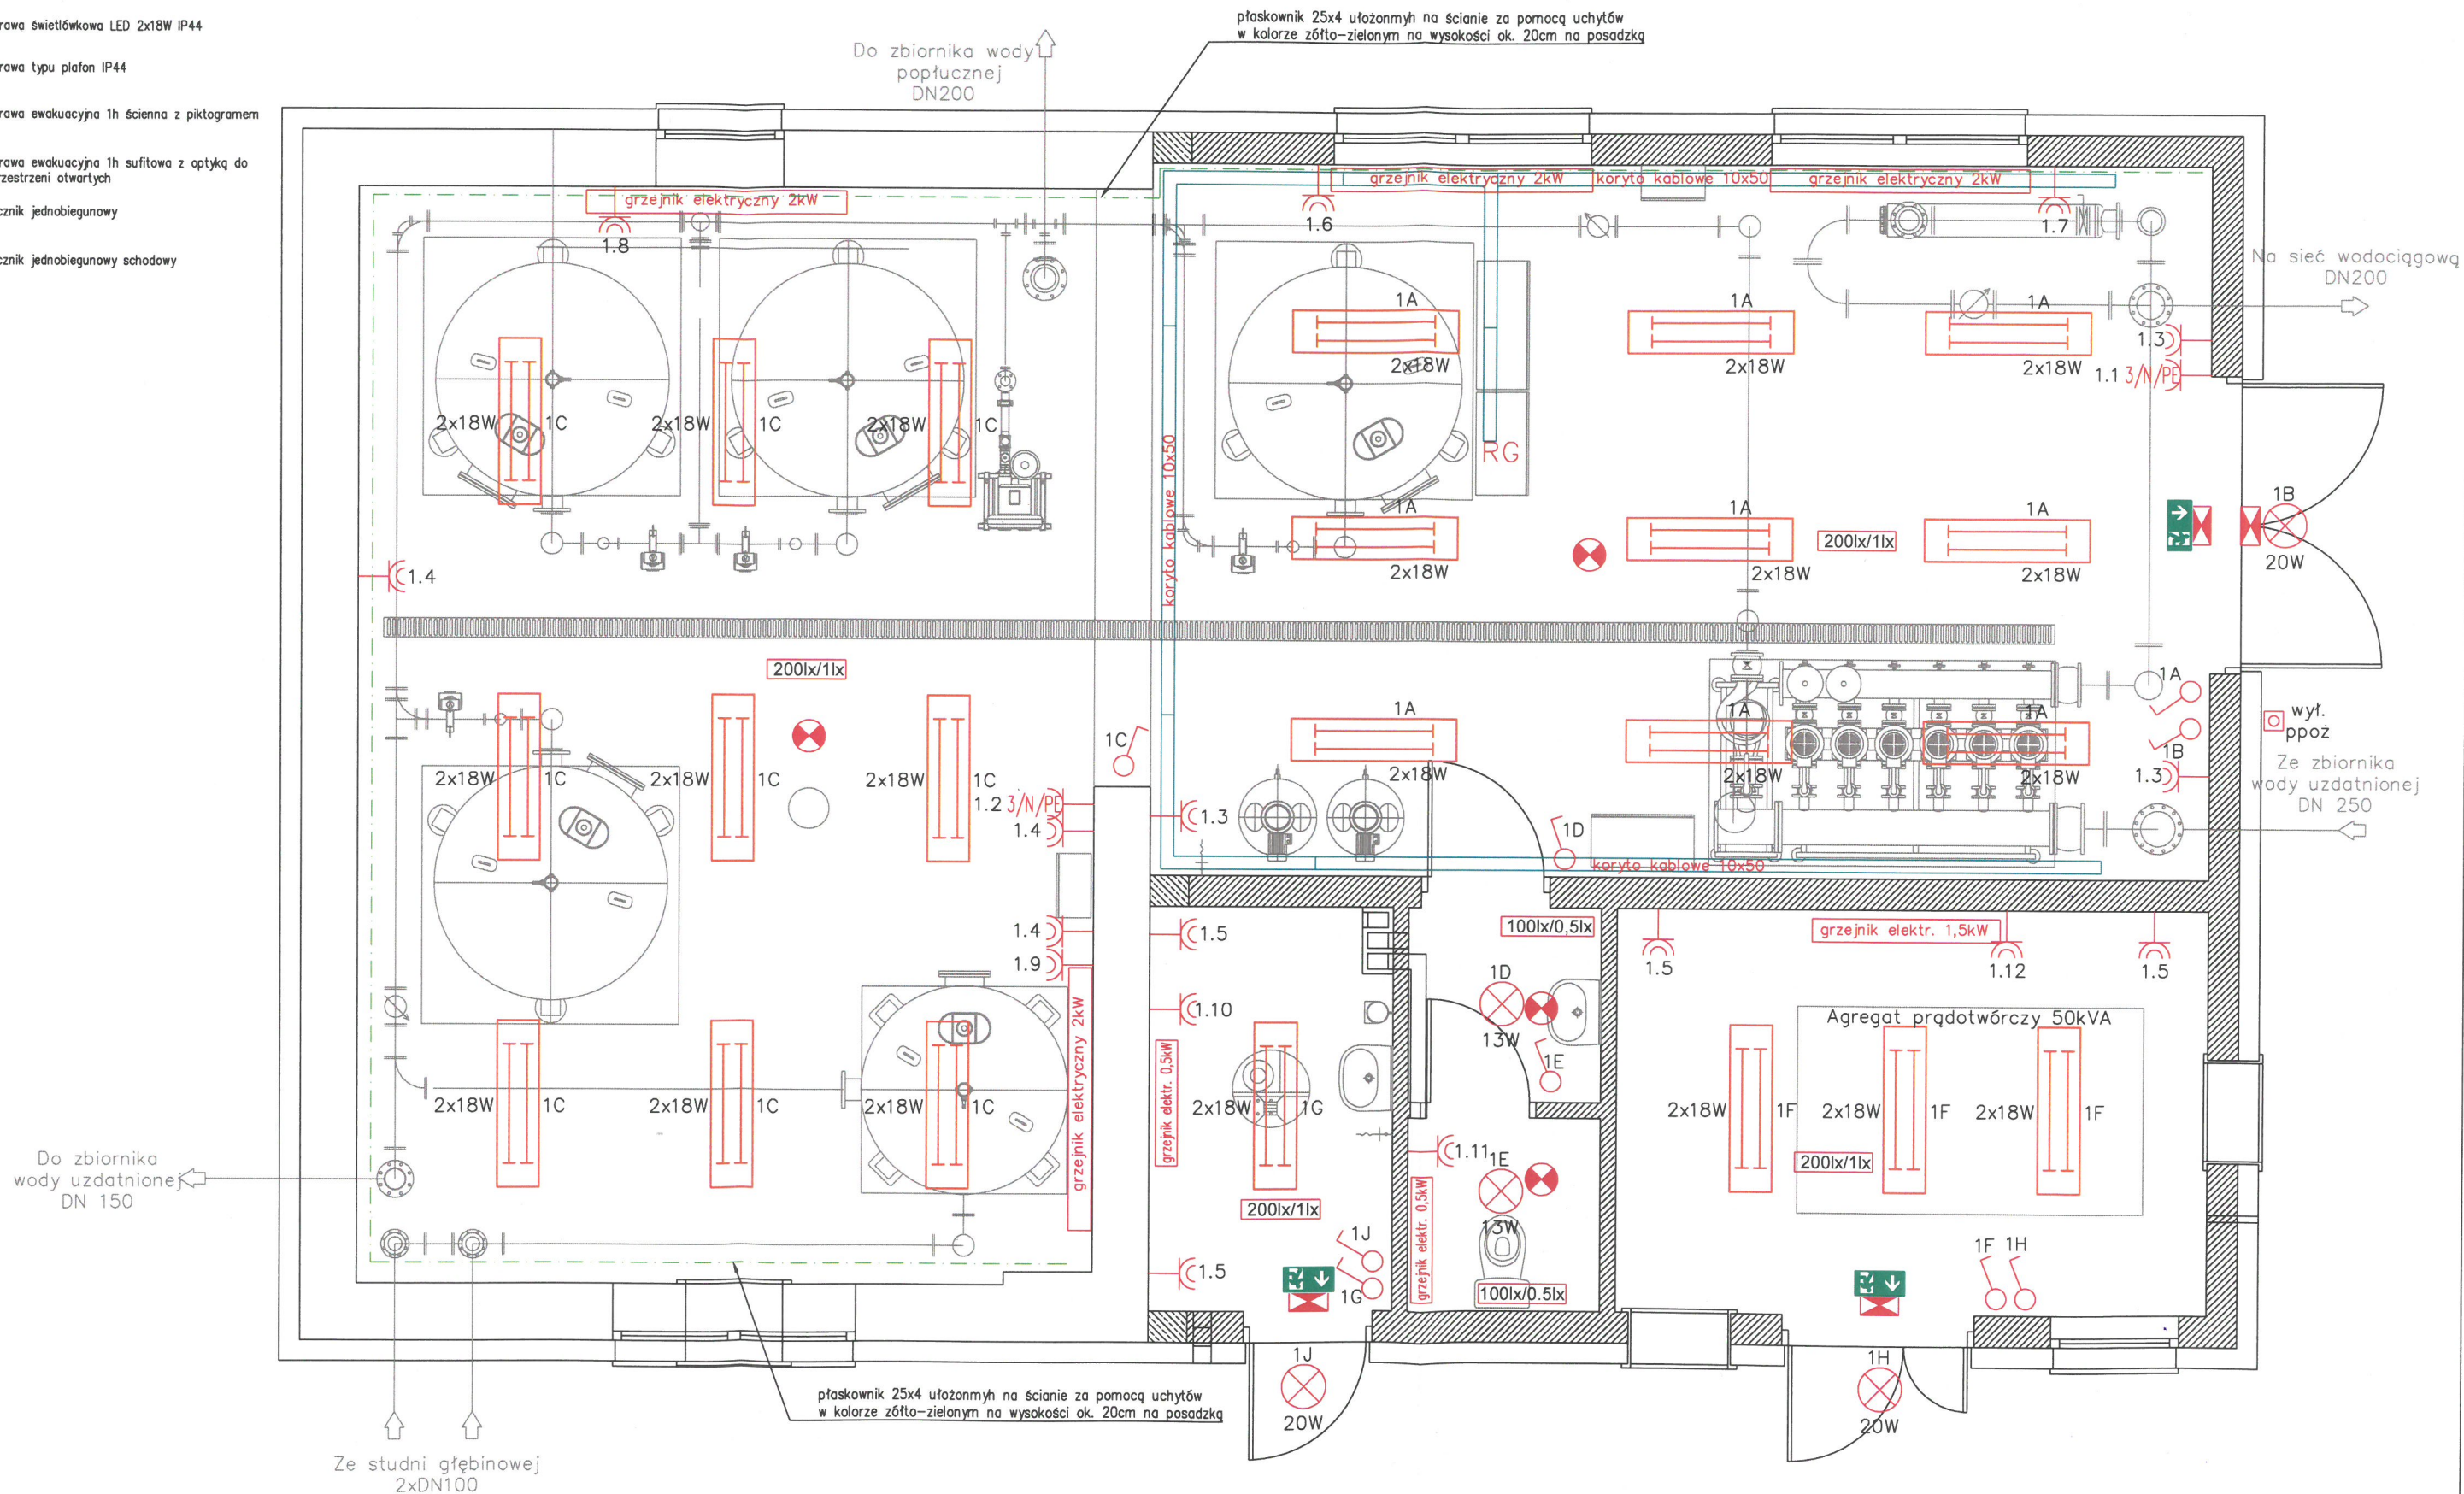 rawa świetlówkowa LED 2x18W IP44
rawa typu plafon IP44
rawa ewakuacyjna 1h ścienna z piktogramem
rawa ewakuacyjna 1h sufitowa z optyką do
rzestrzeni otwartych
cznik jednobiegunowy
cznik jednobiegunowy schodowy
Do zbiornika wody
popłucznej
DN200
płaskownik 25x4 ułożonmyh na ścianie za pomocą uchytów
w kolorze zółto-zielonym na wysokości ok. 20cm na posadzką
grzejnik elektryczny 2kW
1.8
grzejnik elektryczny 2kW
koryto kablowe 10x50
grzejnik elektryczny 2kW
1.6
1.7
Na sieć wodociągową
DN200
1A
1A
1A
2x18W
2x18W
2x18W
1.3
1.1 3/N/PE
2x18W
1C
2x18W
1C
2x18W
1C
koryto kablowe 10x50
RG
1A
1A
1A
200lx/1lx
2x18W
2x18W
2x18W
1B
20W
1.4
200lx/1lx
1A
1A
1A
2x18W
2x18W
2x18W
1A
1B
1.3
wył.
ppoż
Ze zbiornika
wody uzdatnionej
DN 250
1C
2x18W
1C
2x18W
1C
2x18W
1C
1.2 3/N/PE
1.4
1.3
1D
koryto kablowe 10x50
1.4
1.9
1.5
1.10
100lx/0,5lx
1.5
grzejnik elektr. 1,5kW
1.12
1.5
1D
13W
1E
Agregat prądotwórczy 50kVA
grzejnik elektryczny 2kW
grzejnik elektr. 0,5kW
2x18W
1C
2x18W
1C
2x18W
1C
2x18W
1G
2x18W
1F
2x18W
1F
2x18W
1F
1.11
1E
13W
grzejnik elektr. 0,5kW
200lx/1lx
200lx/1lx
100lx/0.5lx
Do zbiornika
wody uzdatnionej
DN 150
1.5
1J
1G
1F
1H
1J
20W
1H
20W
płaskownik 25x4 ułożonmyh na ścianie za pomocą uchytów
w kolorze zółto-zielonym na wysokości ok. 20cm na posadzką
Ze studni głębinowej
2xDN100